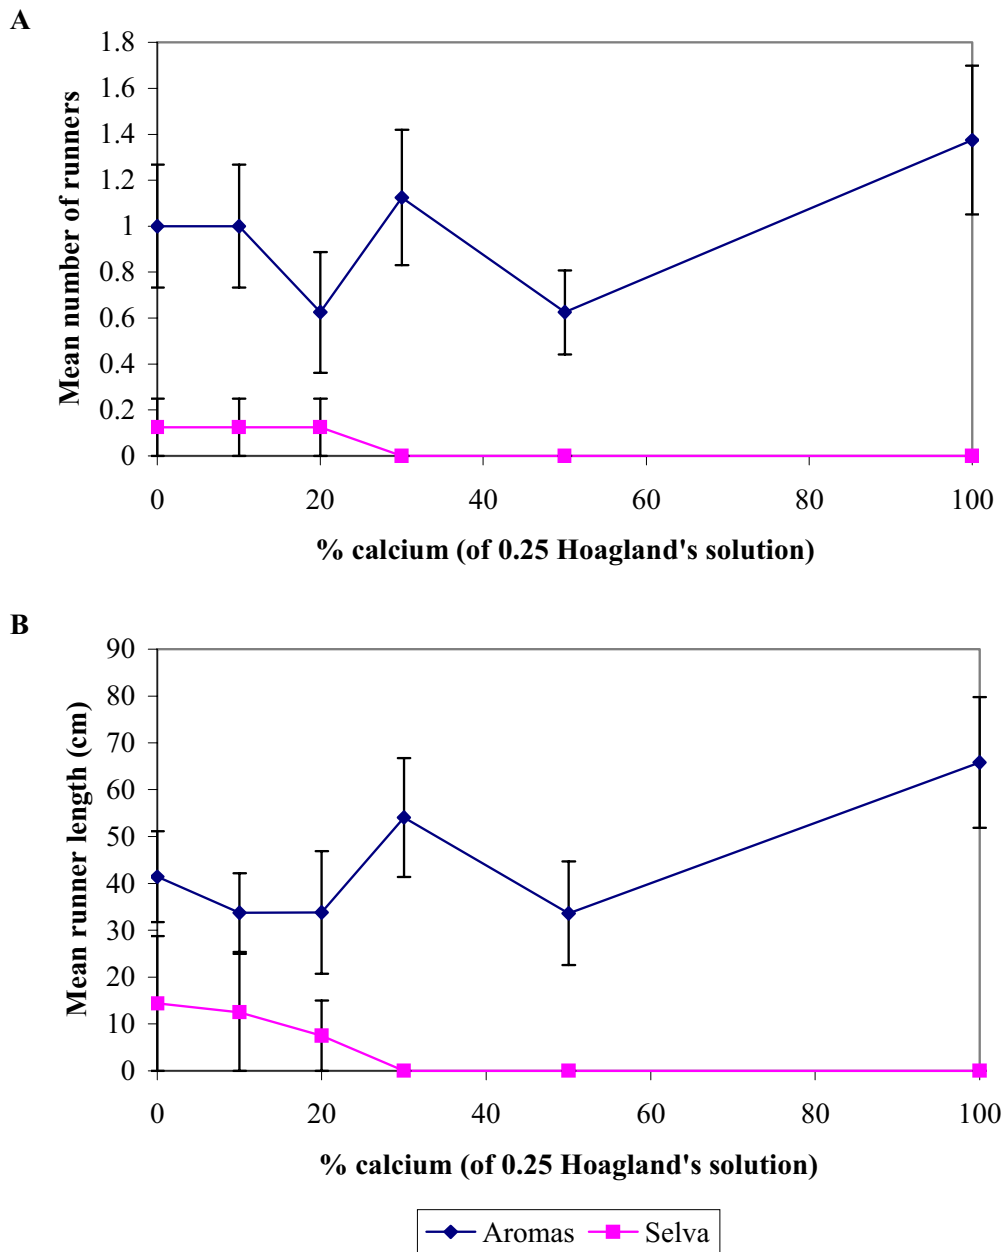 A
1.8
1.6
1.4
1.2
1
0.8
0.6
0.4
0.2
0
Mean number of runners
0 20 40 60 80 100
% calcium (of 0.25 Hoagland's solution)
B
90
80
70
60
50
40
30
20
10
0
Mean runner length (cm)
0 20 40 60 80 100
% calcium (of 0.25 Hoagland's solution)
Aromas Selva